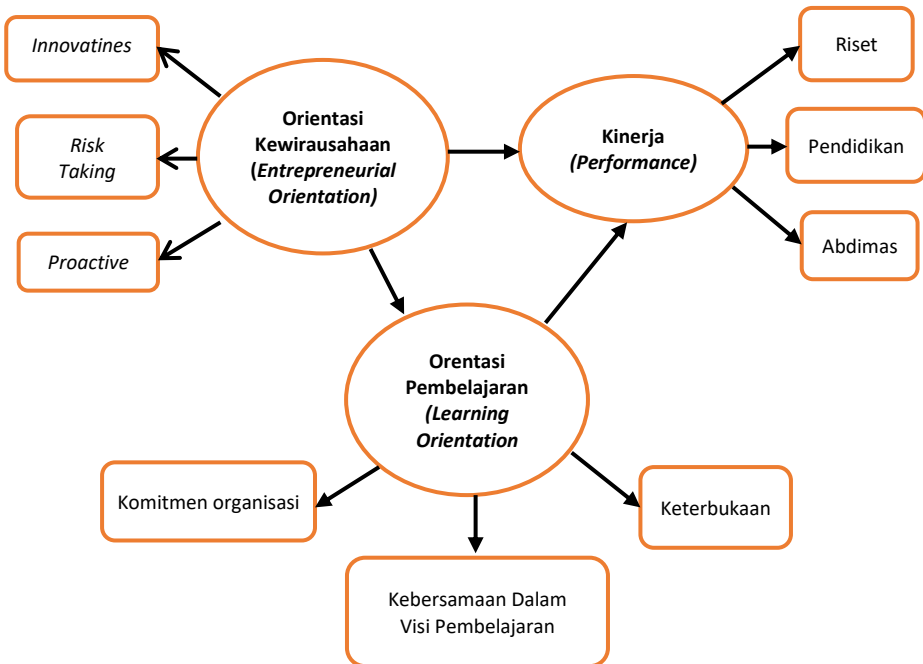 Innovatines
Risk
Taking
Proactive
Orientasi
Kewirausahaan
(Entrepreneurial
Orientation)
Kinerja
(Performance)
Riset
Pendidikan
Abdimas
Orentasi
Pembelajaran
(Learning
Orientation
Komitmen organisasi
Kebersamaan Dalam
Visi Pembelajaran
Keterbukaan